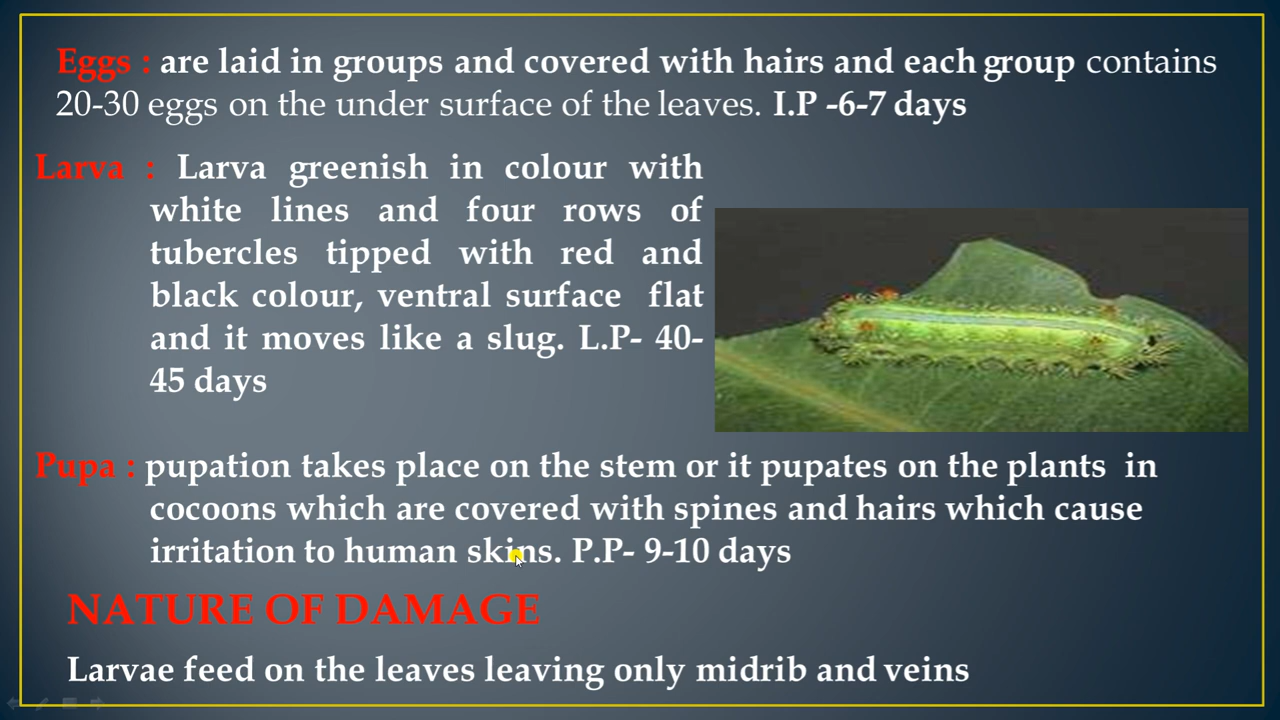 Eggs : are laid in groups and covered with hairs and each group contains
20-30 eggs on the under surface of the leaves. I.P -6-7 days
Larva : Larva greenish in colour with
white lines and four rows of
tubercles tipped with red and
black colour, ventral surface flat
and it moves like a slug. L.P- 40-
45 days
Pupa : pupation takes place on the stem or it pupates on the plants in
cocoons which are covered with spines and hairs which cause
irritation to human skins. P.P- 9-10 days
NATURE OF DAMAGE
Larvae feed on the leaves leaving only midrib and veins